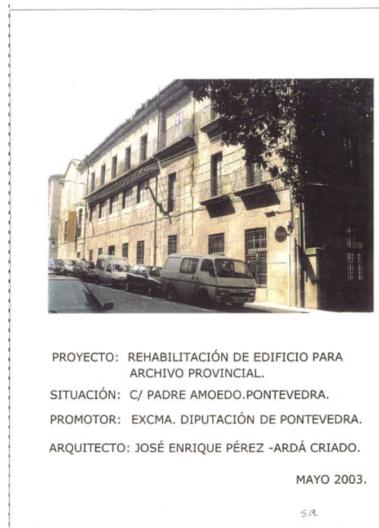 PROYECTO: REHABILITACIÓN DE EDIFICIO PARA
ARCHIVO PROVINCIAL.
SITUACIÓN: C/ PADRE AMOEDO.PONTEVEDRA.
PROMOTOR: EXCMA. DIPUTACIÓN DE PONTEVEDRA.
ARQUITECTO: JOSÉ ENRIQUE PÉREZ -ARDÁ CRIADO.
MAYO 2003.